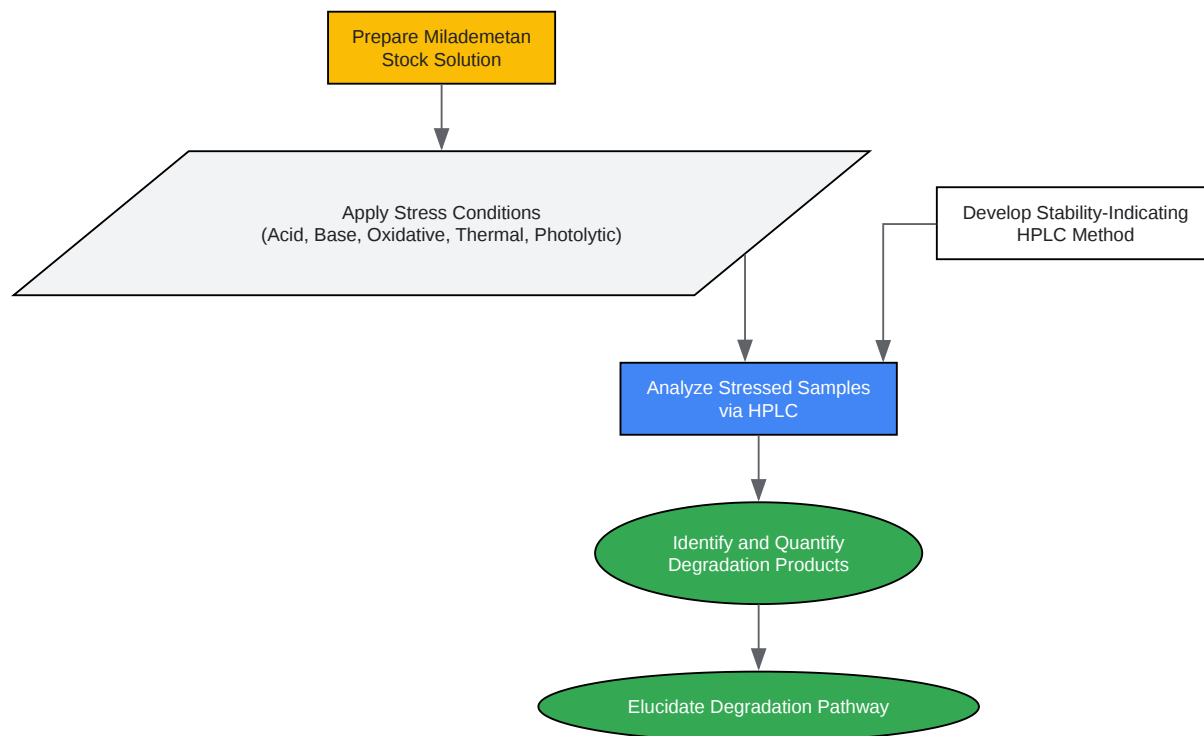 Prepare Milademetan
Stock Solution
Apply Stress Conditions
(Acid, Base, Oxidative, Thermal, Photolytic)
Develop Stability-Indicating
HPLC Method
Analyze Stressed Samples
via HPLC
Identify and Quantify
Degradation Products
Elucidate Degradation Pathway